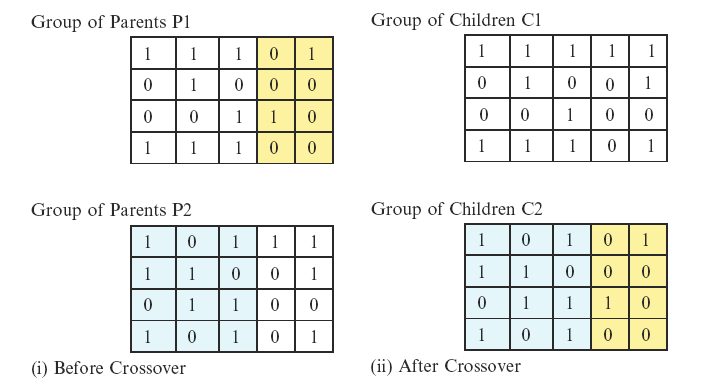 Group of Parents P1
1 1 1 0 1
0 1 0 0 0
0 0 1 1 0
1 1 1 0 0
Group of Children C1
1 1 1 1 1
0 1 0 0 1
0 0 1 0 0
1 1 1 0 1
Group of Parents P2
1 0 1 1 1
1 1 0 0 1
0 1 1 0 0
1 0 1 0 1
(i) Before Crossover
Group of Children C2
1 0 1 0 1
1 1 0 0 0
0 1 1 1 0
1 0 1 0 0
(ii) After Crossover